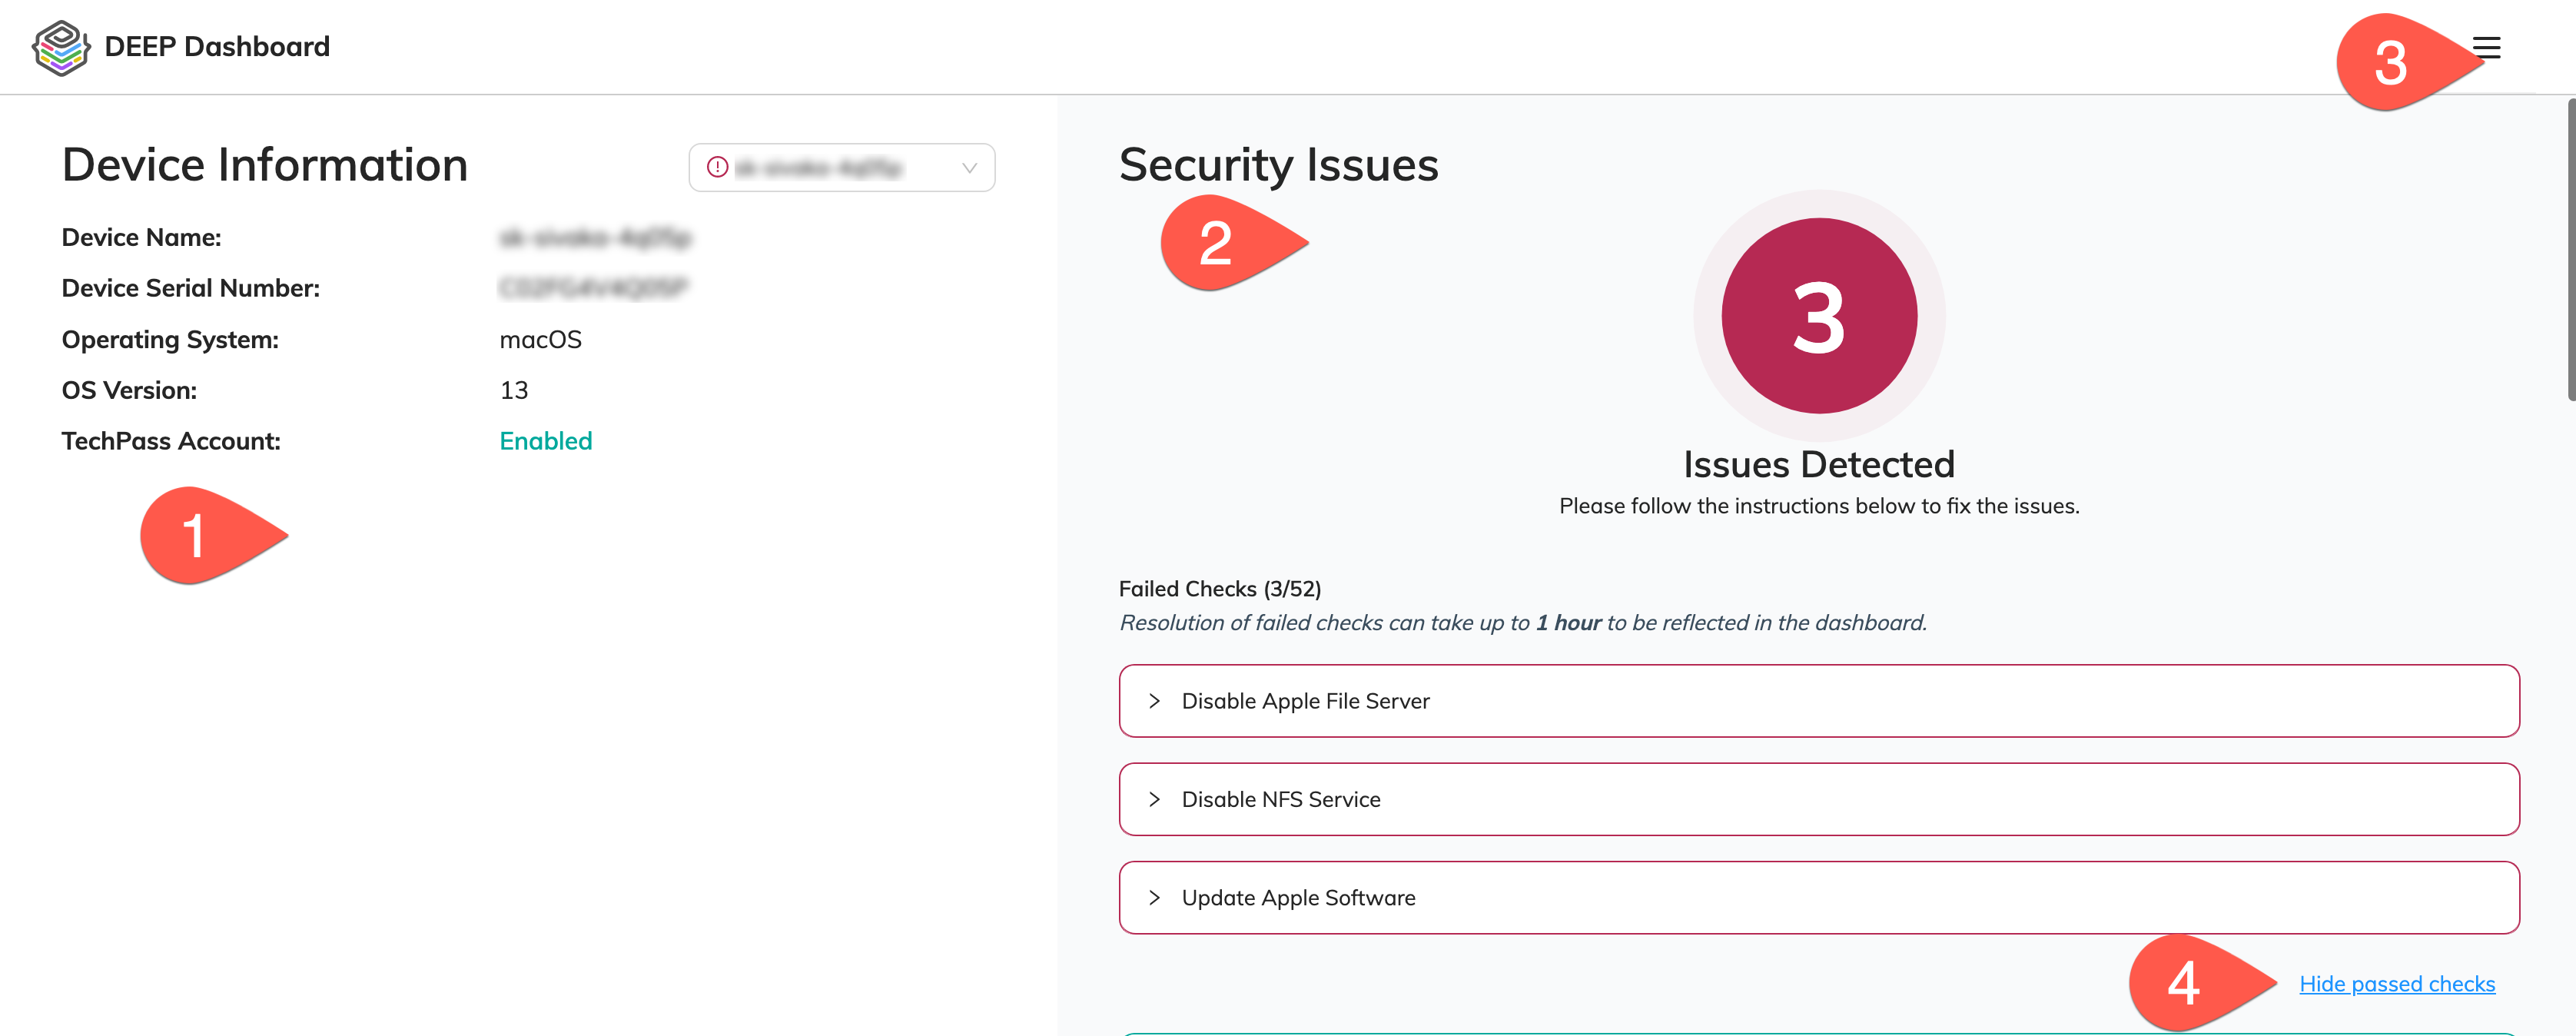 DEEP Dashboard
3
Device Information
Device Name:
Device Serial Number:
Operating System: macOS
OS Version: 13
TechPass Account: Enabled
1
Security Issues
2
3
Issues Detected
Please follow the instructions below to fix the issues.
Failed Checks (3/52)
Resolution of failed checks can take up to 1 hour to be reflected in the dashboard.
Disable Apple File Server
Disable NFS Service
Update Apple Software
4
Hide passed checks